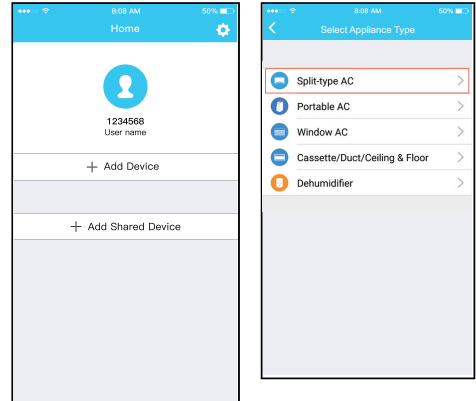 8:08 AM
50%
Home
1234568
User name
+ Add Device
+ Add Shared Device
8:08 AM
50%
Select Appliance Type
Split-type AC
Portable AC
Window AC
Cassette/Duct/Ceiling & Floor
Dehumidifier